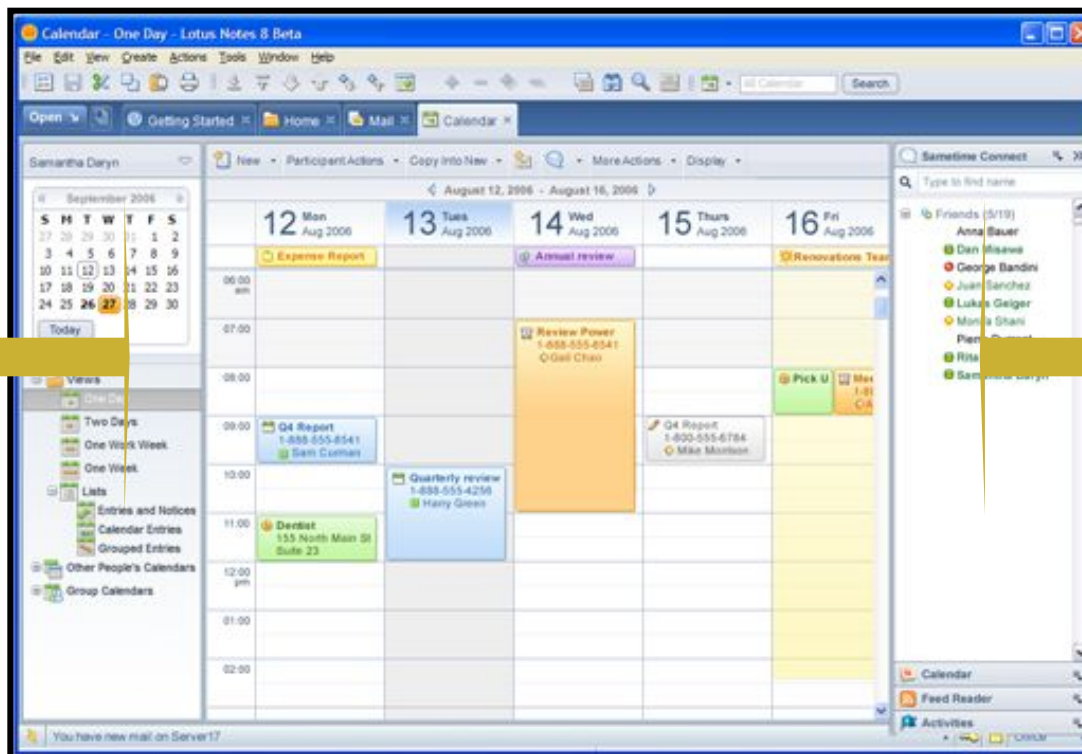 Calendar - One Day - Lotus Notes 8 Beta
File Edit View Create Actions Tools Window Help
All Calendar Search
Open Getting Started Home Mail Calendar
Samantha Daryn
New Participant Actions Copy Into New More Actions Display
Sametime Connect
Type to find name
September 2006
S M T W T F S
27 28 29 30 31 1 2
3 4 5 6 7 8 9
10 11 12 13 14 15 16
17 18 19 20 21 22 23
24 25 26 27 28 29 30
Today
Views
One Day
Two Days
One Work Week
One Week
Lists
Entries and Notices
Calendar Entries
Grouped Entries
Other People's Calendars
Group Calendars
August 12, 2006 - August 16, 2006
12 Mon Aug 2006
13 Tues Aug 2006
14 Wed Aug 2006
15 Thurs Aug 2006
16 Fri Aug 2006
Expense Report
Annual review
Renovations Tea
06:00 am
07:00
08:00
09:00
10:00
11:00
12:00 pm
01:00
02:00
Q4 Report
1-888-555-8541
Sam Curman
Dentist
155 North Main St
Suite 23
Quarterly review
1-888-555-4256
Harry Green
Review Power
1-888-555-8541
Gail Chao
Q4 Report
1-800-555-6784
Mike Morrison
Pick U
Friends (5/19)
Anna Bauer
Dan Misawa
George Bandini
Juan Sanchez
Lukas Geiger
Monica Shani
Rita
Samantha Daryn
Calendar
Feed Reader
Activities
You have new mail on Server17